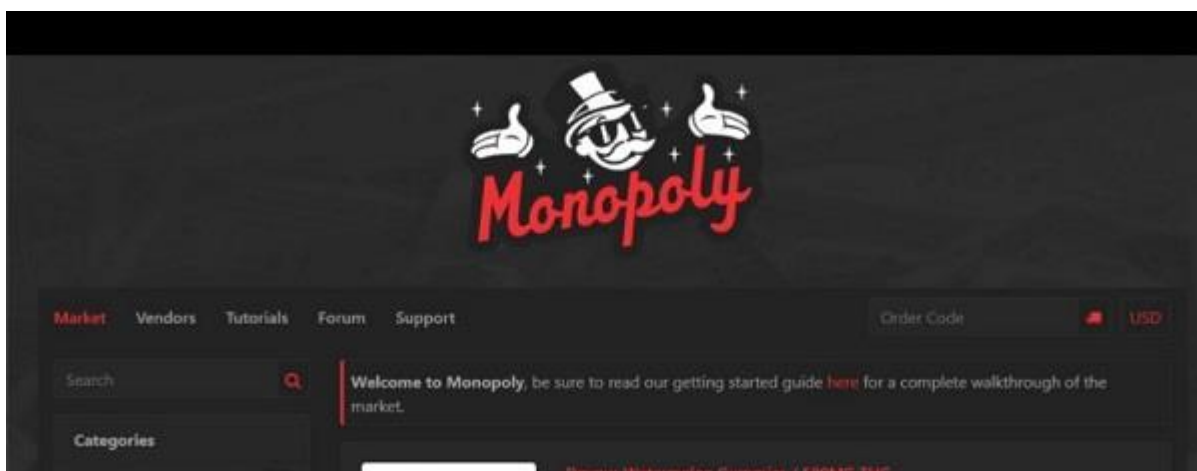 Monopoly
Market Vendors Tutorials Forum Support Order Code USD
Search
Welcome to Monopoly, be sure to read our getting started guide here for a complete walkthrough of the
market.
Categories